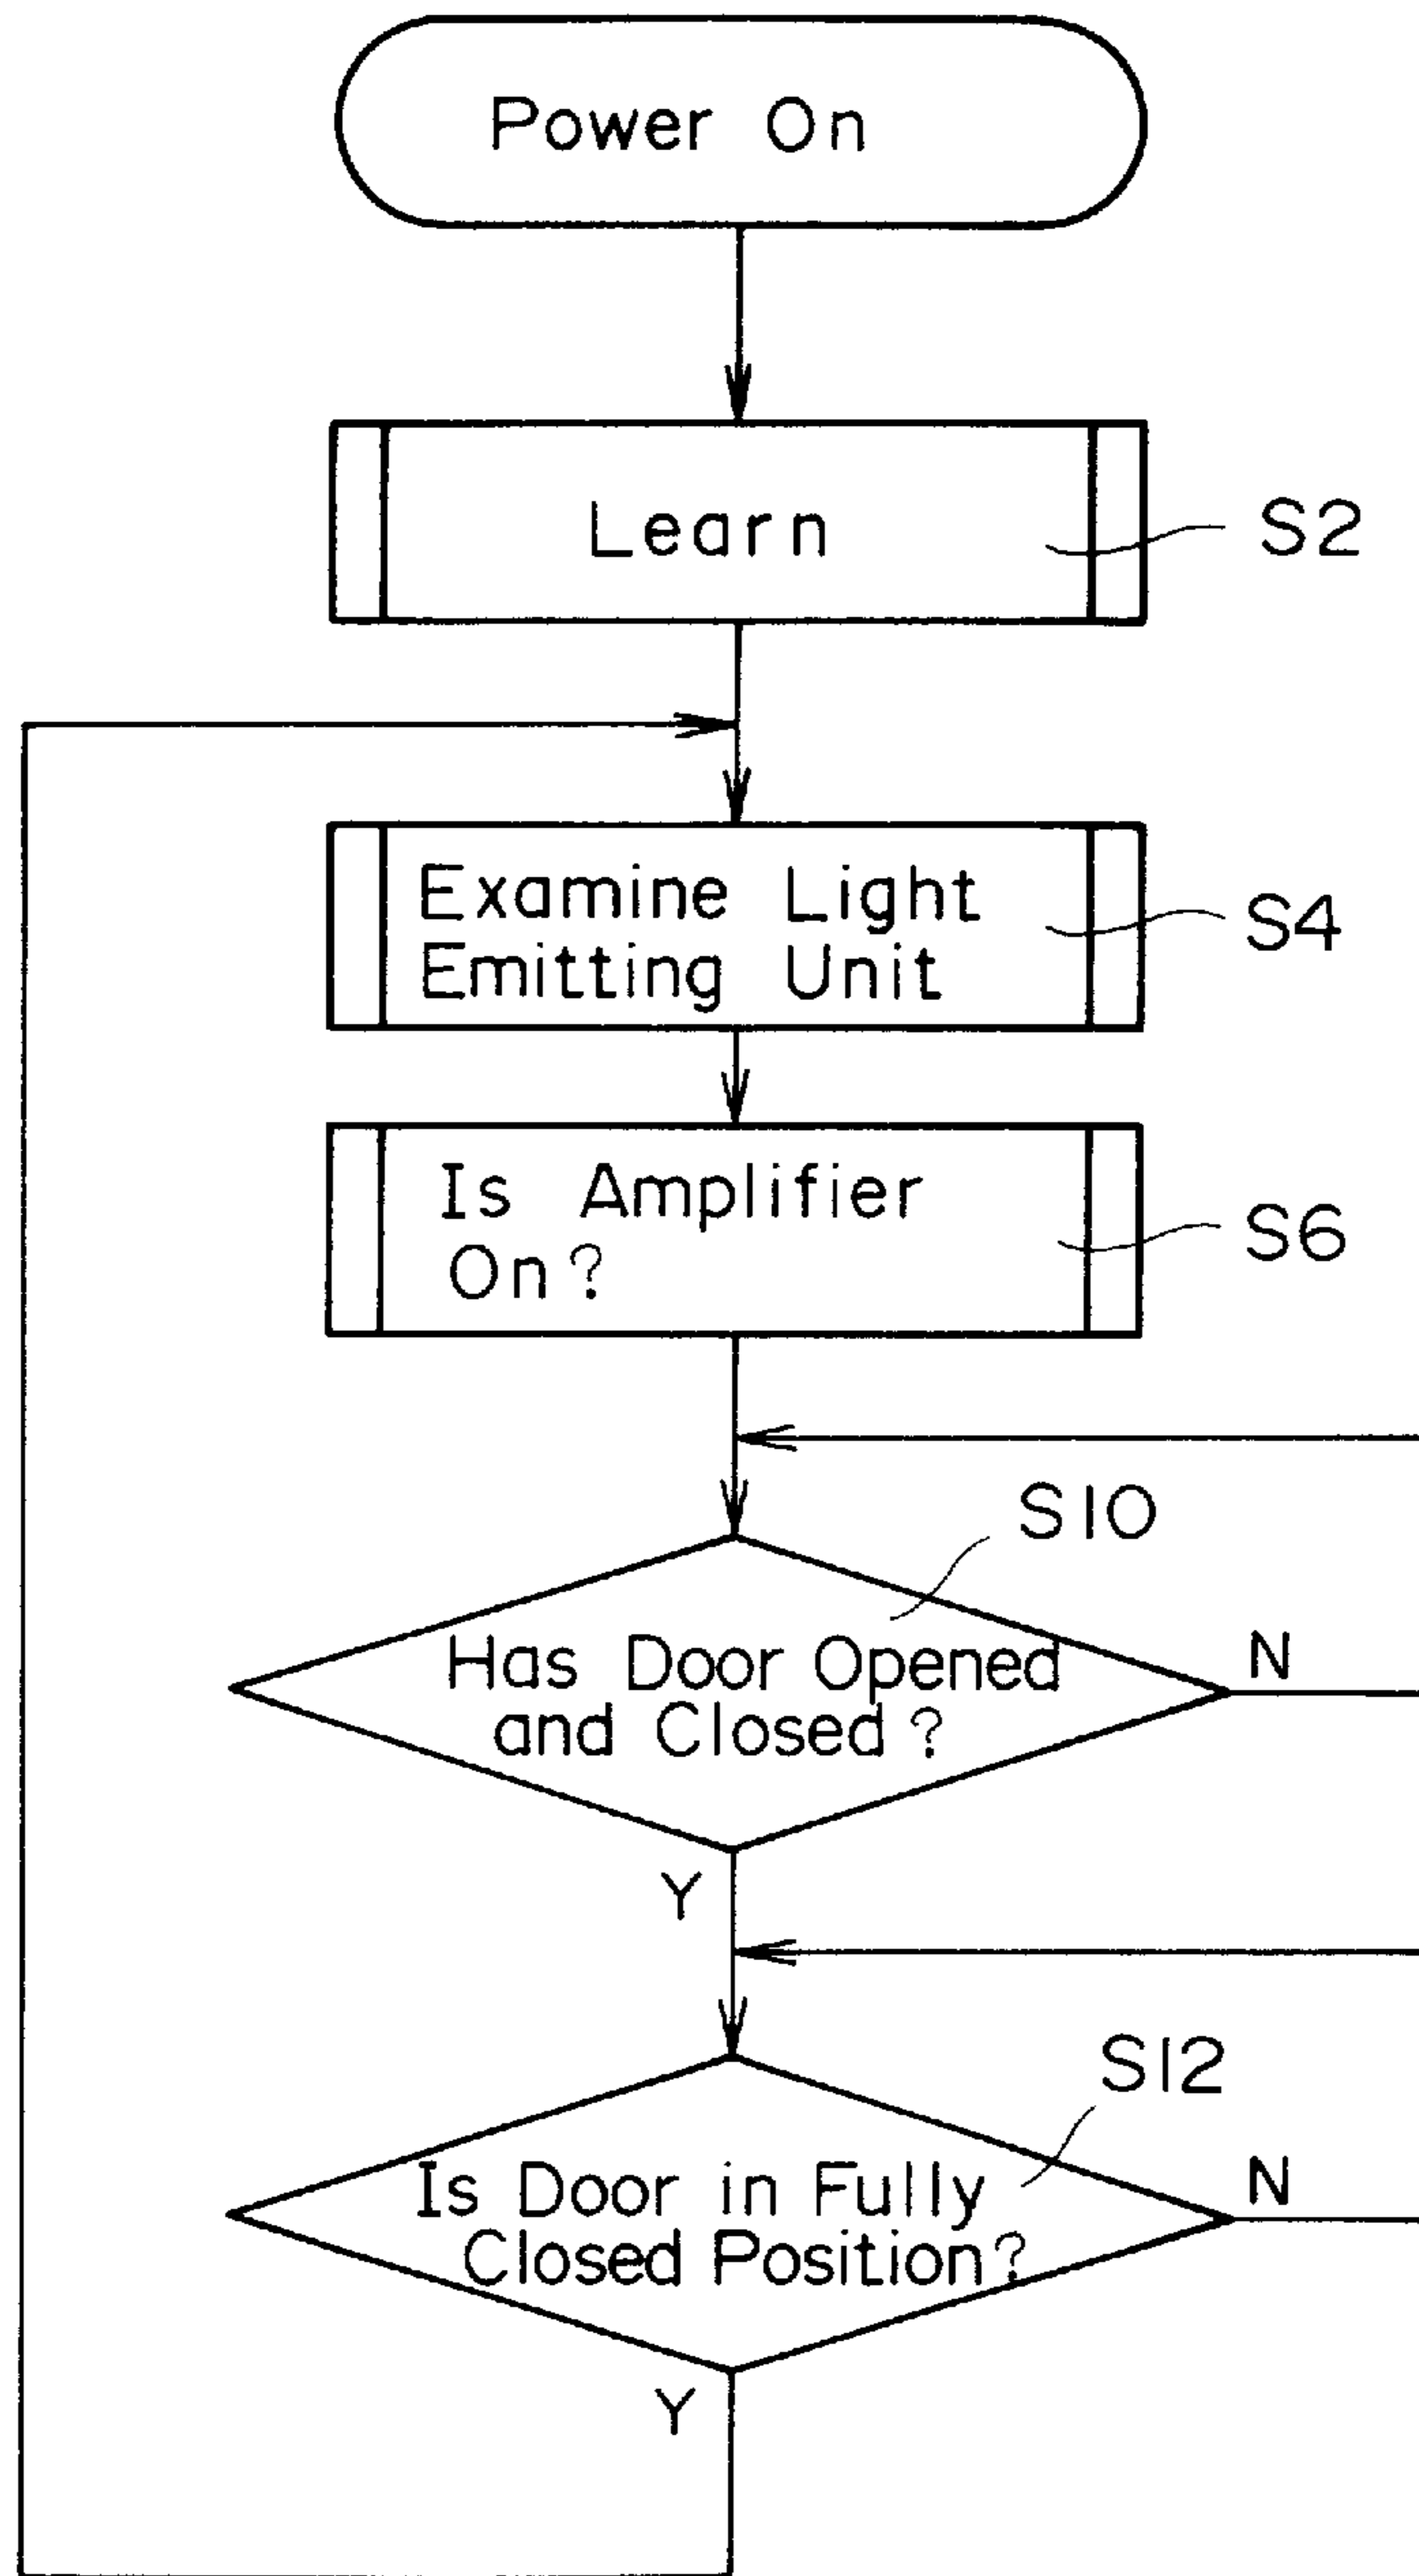 Power On
Learn
S2
Examine Light
Emitting Unit
S4
Is Amplifier
On?
S6
S10
Has Door Opened
and Closed?
N
Y
S12
Is Door in Fully
Closed Position?
N
Y